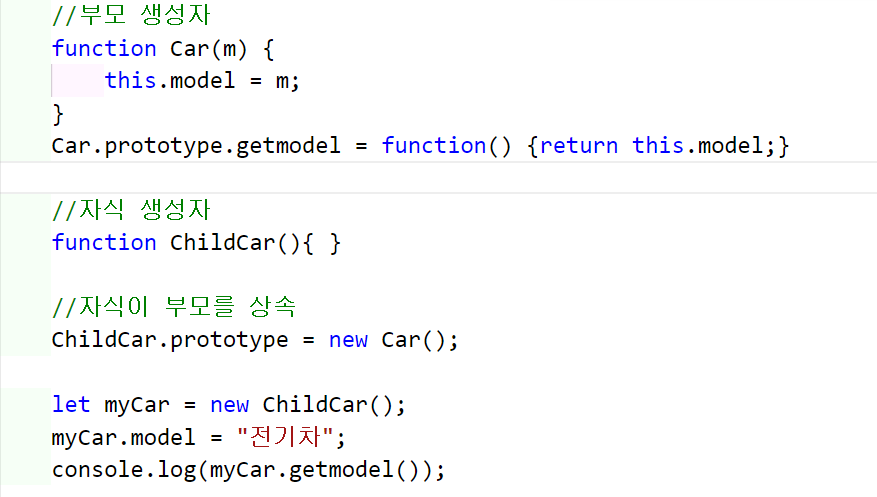 //부모 생성자
function Car(m) {
    this.model = m;
}
Car.prototype.getmodel = function() {return this.model;}
//자식 생성자
function ChildCar(){ }
//자식이 부모를 상속
ChildCar.prototype = new Car();
let myCar = new ChildCar();
myCar.model = "전기차";
console.log(myCar.getmodel());